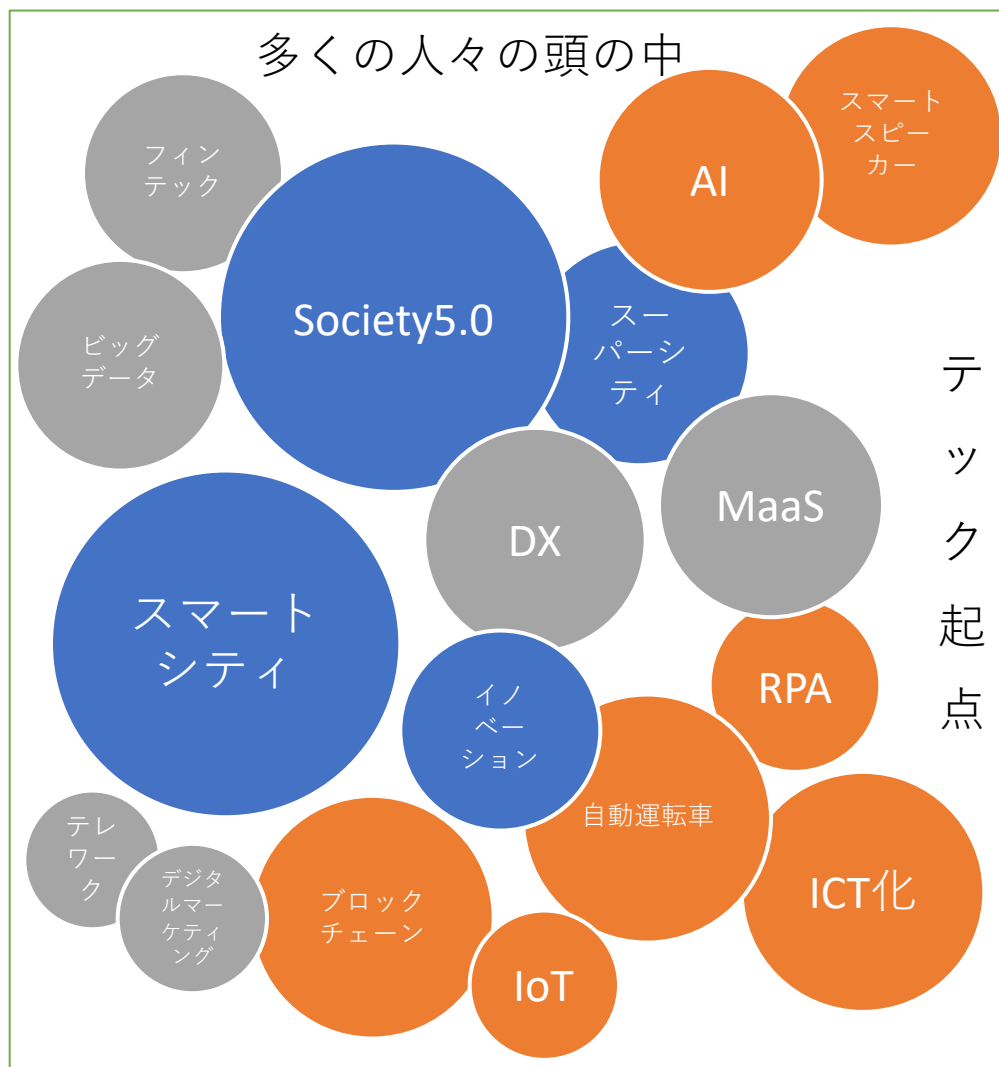 多くの人々の頭の中
スマート
スピー
カー
フィン
テック
AI
Society5.0
スー
パーシ
ティ
ビッグ
データ
テック起点
DX
MaaS
スマート
シティ
イノ
ベー
ション
RPA
自動運転車
テレ
ワー
ク
デジタ
ルマー
ケティ
ング
ブロック
チェーン
ICT化
IoT